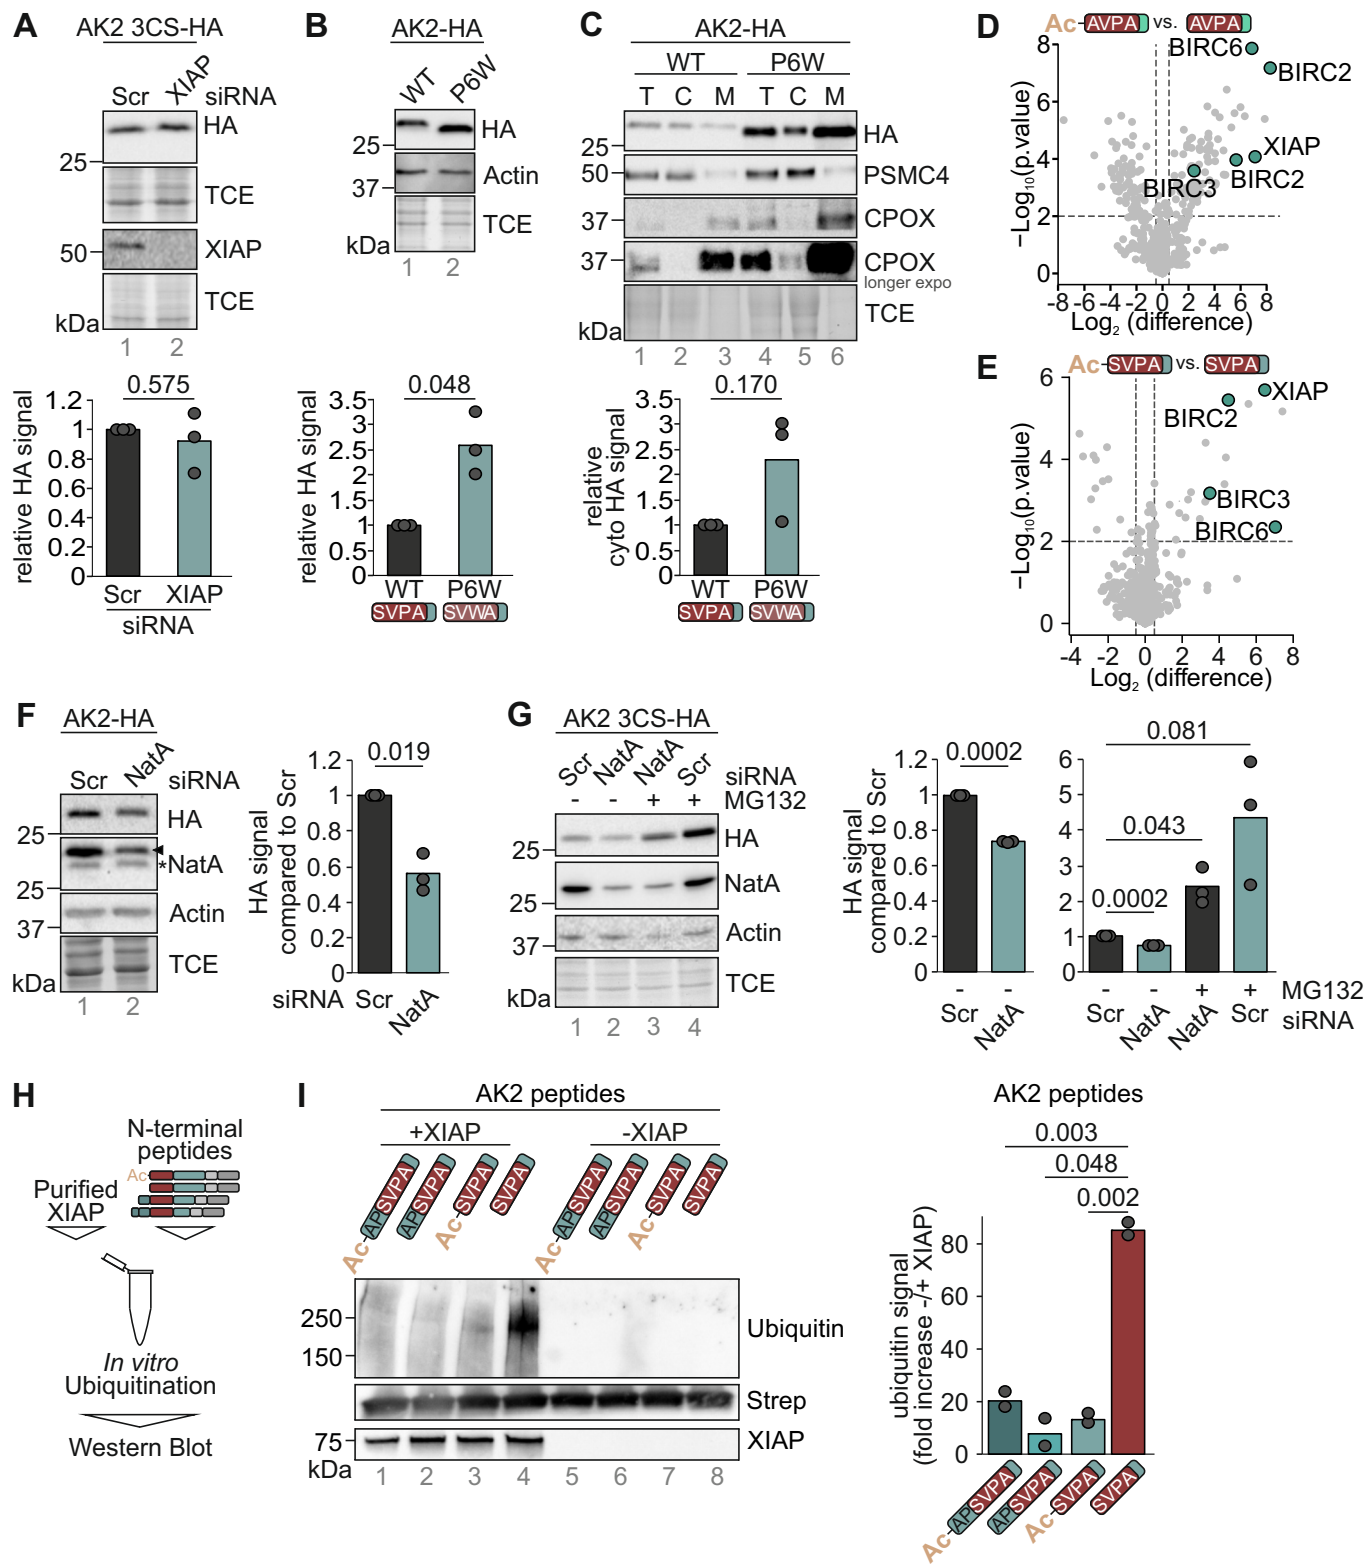 A
AK2 3CS-HA
Scr XIAP siRNA
HA
25
TCE
50
XIAP
TCE
kDa
1 2
0.575
relative HA signal
1.2
1
0.8
0.6
0.4
0.2
0
Scr XIAP
siRNA
B
AK2-HA
WT P6W
HA
25
Actin
37
TCE
kDa
1 2
0.048
relative HA signal
3.5
3
2.5
2
1.5
1
0.5
0
WT P6W
SVPA SVWA
C
AK2-HA
WT P6W
T C M T C M
HA
25
50
PSMC4
37
CPOX
37
CPOX
longer expo
TCE
kDa
1 2 3 4 5 6
0.170
relative
cyto HA signal
3.5
3
2.5
2
1.5
1
0.5
0
WT P6W
SVPA SVWA
D
Ac AVPA vs. AVPA
BIRC6
BIRC2
XIAP
BIRC2
BIRC3
−Log10(p.value)
8
6
4
2
0
-8 -6 -4 -2 0 2 4 6 8
Log2 (difference)
E
Ac SVPA vs. SVPA
XIAP
BIRC2
BIRC3
BIRC6
−Log10(p.value)
6
4
2
0
-4 -2 0 2 4 6 8
Log2 (difference)
F
AK2-HA
Scr NatA siRNA
HA
25
*NatA
25
Actin
37
TCE
kDa
1 2
0.019
HA signal
compared to Scr
1.2
1
0.8
0.6
0.4
0.2
0
siRNA Scr NatA
G
AK2 3CS-HA
Scr NatA NatA Scr siRNA
- - + + MG132
HA
25
NatA
25
Actin
37
TCE
kDa
1 2 3 4
0.0002
HA signal
compared to Scr
1.2
1
0.8
0.6
0.4
0.2
0
- -
Scr NatA
0.081
0.043
0.0002
6
5
4
3
2
1
0
- - + + MG132
Scr NatA NatA Scr siRNA
H
N-terminal
peptides
Ac
Purified
XIAP
In vitro
Ubiquitination
Western Blot
I
AK2 peptides
+XIAP -XIAP
Ac APSVPA APSVPA Ac SVPA SVPA Ac APSVPA APSVPA Ac SVPA SVPA
250
150
Ubiquitin
Strep
75
XIAP
kDa
1 2 3 4 5 6 7 8
AK2 peptides
0.003
0.048
0.002
ubiquitin signal
(fold increase -/+ XIAP)
80
60
40
20
0
Ac APSVPA APSVPA Ac SVPA SVPA